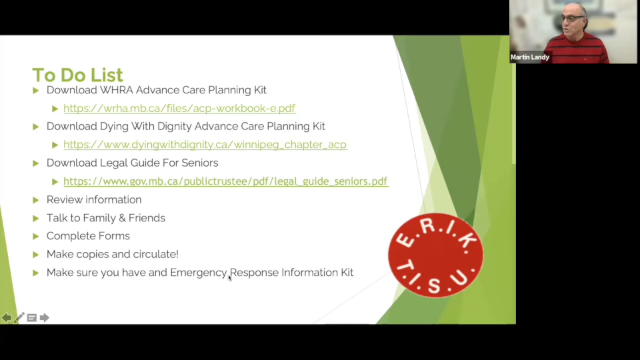 To Do List
Download WHRA Advance Care Planning Kit
https://wrha.mb.ca/files/acp-workbook-e.pdf
Download Dying With Dignity Advance Care Planning Kit
https://www.dyingwithdignity.ca/winnipeg_chapter_acp
Download Legal Guide For Seniors
https://www.gov.mb.ca/publictrustee/pdf/legal_guide_seniors.pdf
Review information
Talk to Family & Friends
Complete Forms
Make copies and circulate!
Make sure you have and Emergency Response Information Kit
E.R.I.K
T.I.S.U.
Martin Landy